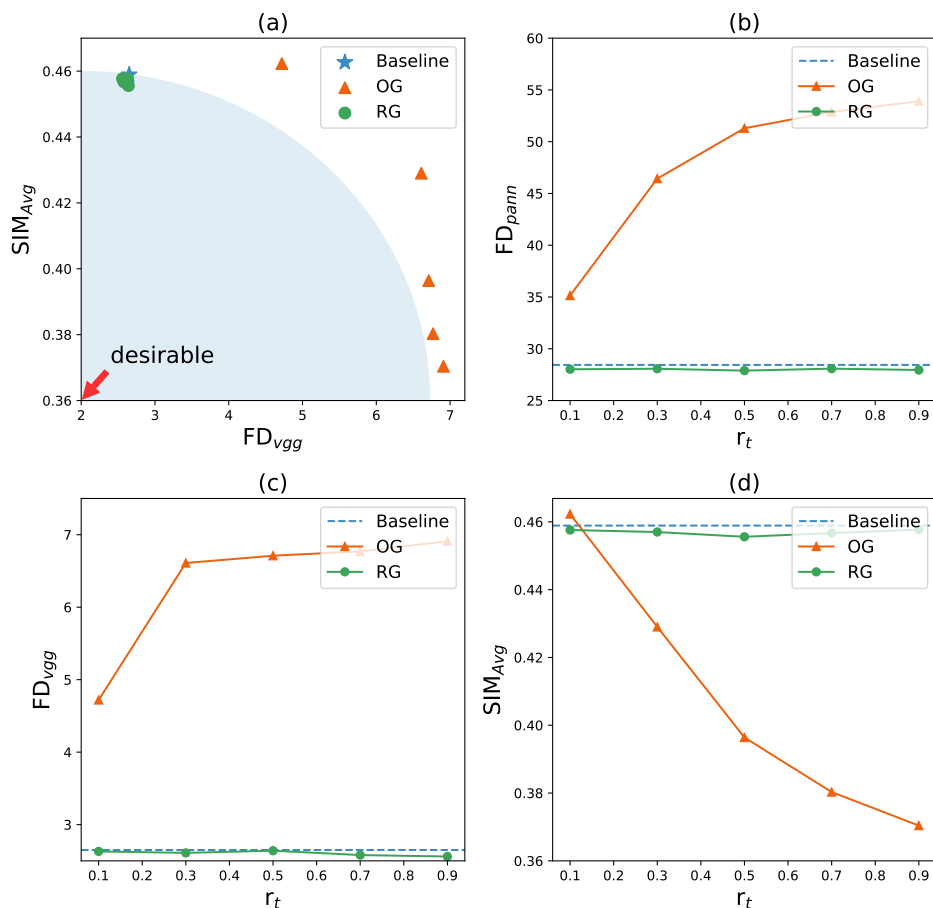 (a)
0.46
0.44
0.42
0.40
0.38
0.36
SIM_Avg
Baseline
OG
RG
desirable
2 3 4 5 6 7
FD_vgg
(b)
60
55
50
45
40
35
30
25
FD_pann
Baseline
OG
RG
0.1 0.2 0.3 0.4 0.5 0.6 0.7 0.8 0.9
r_t
(c)
7
6
5
4
3
FD_vgg
Baseline
OG
RG
0.1 0.2 0.3 0.4 0.5 0.6 0.7 0.8 0.9
r_t
(d)
0.46
0.44
0.42
0.40
0.38
0.36
SIM_Avg
Baseline
OG
RG
0.1 0.2 0.3 0.4 0.5 0.6 0.7 0.8 0.9
r_t